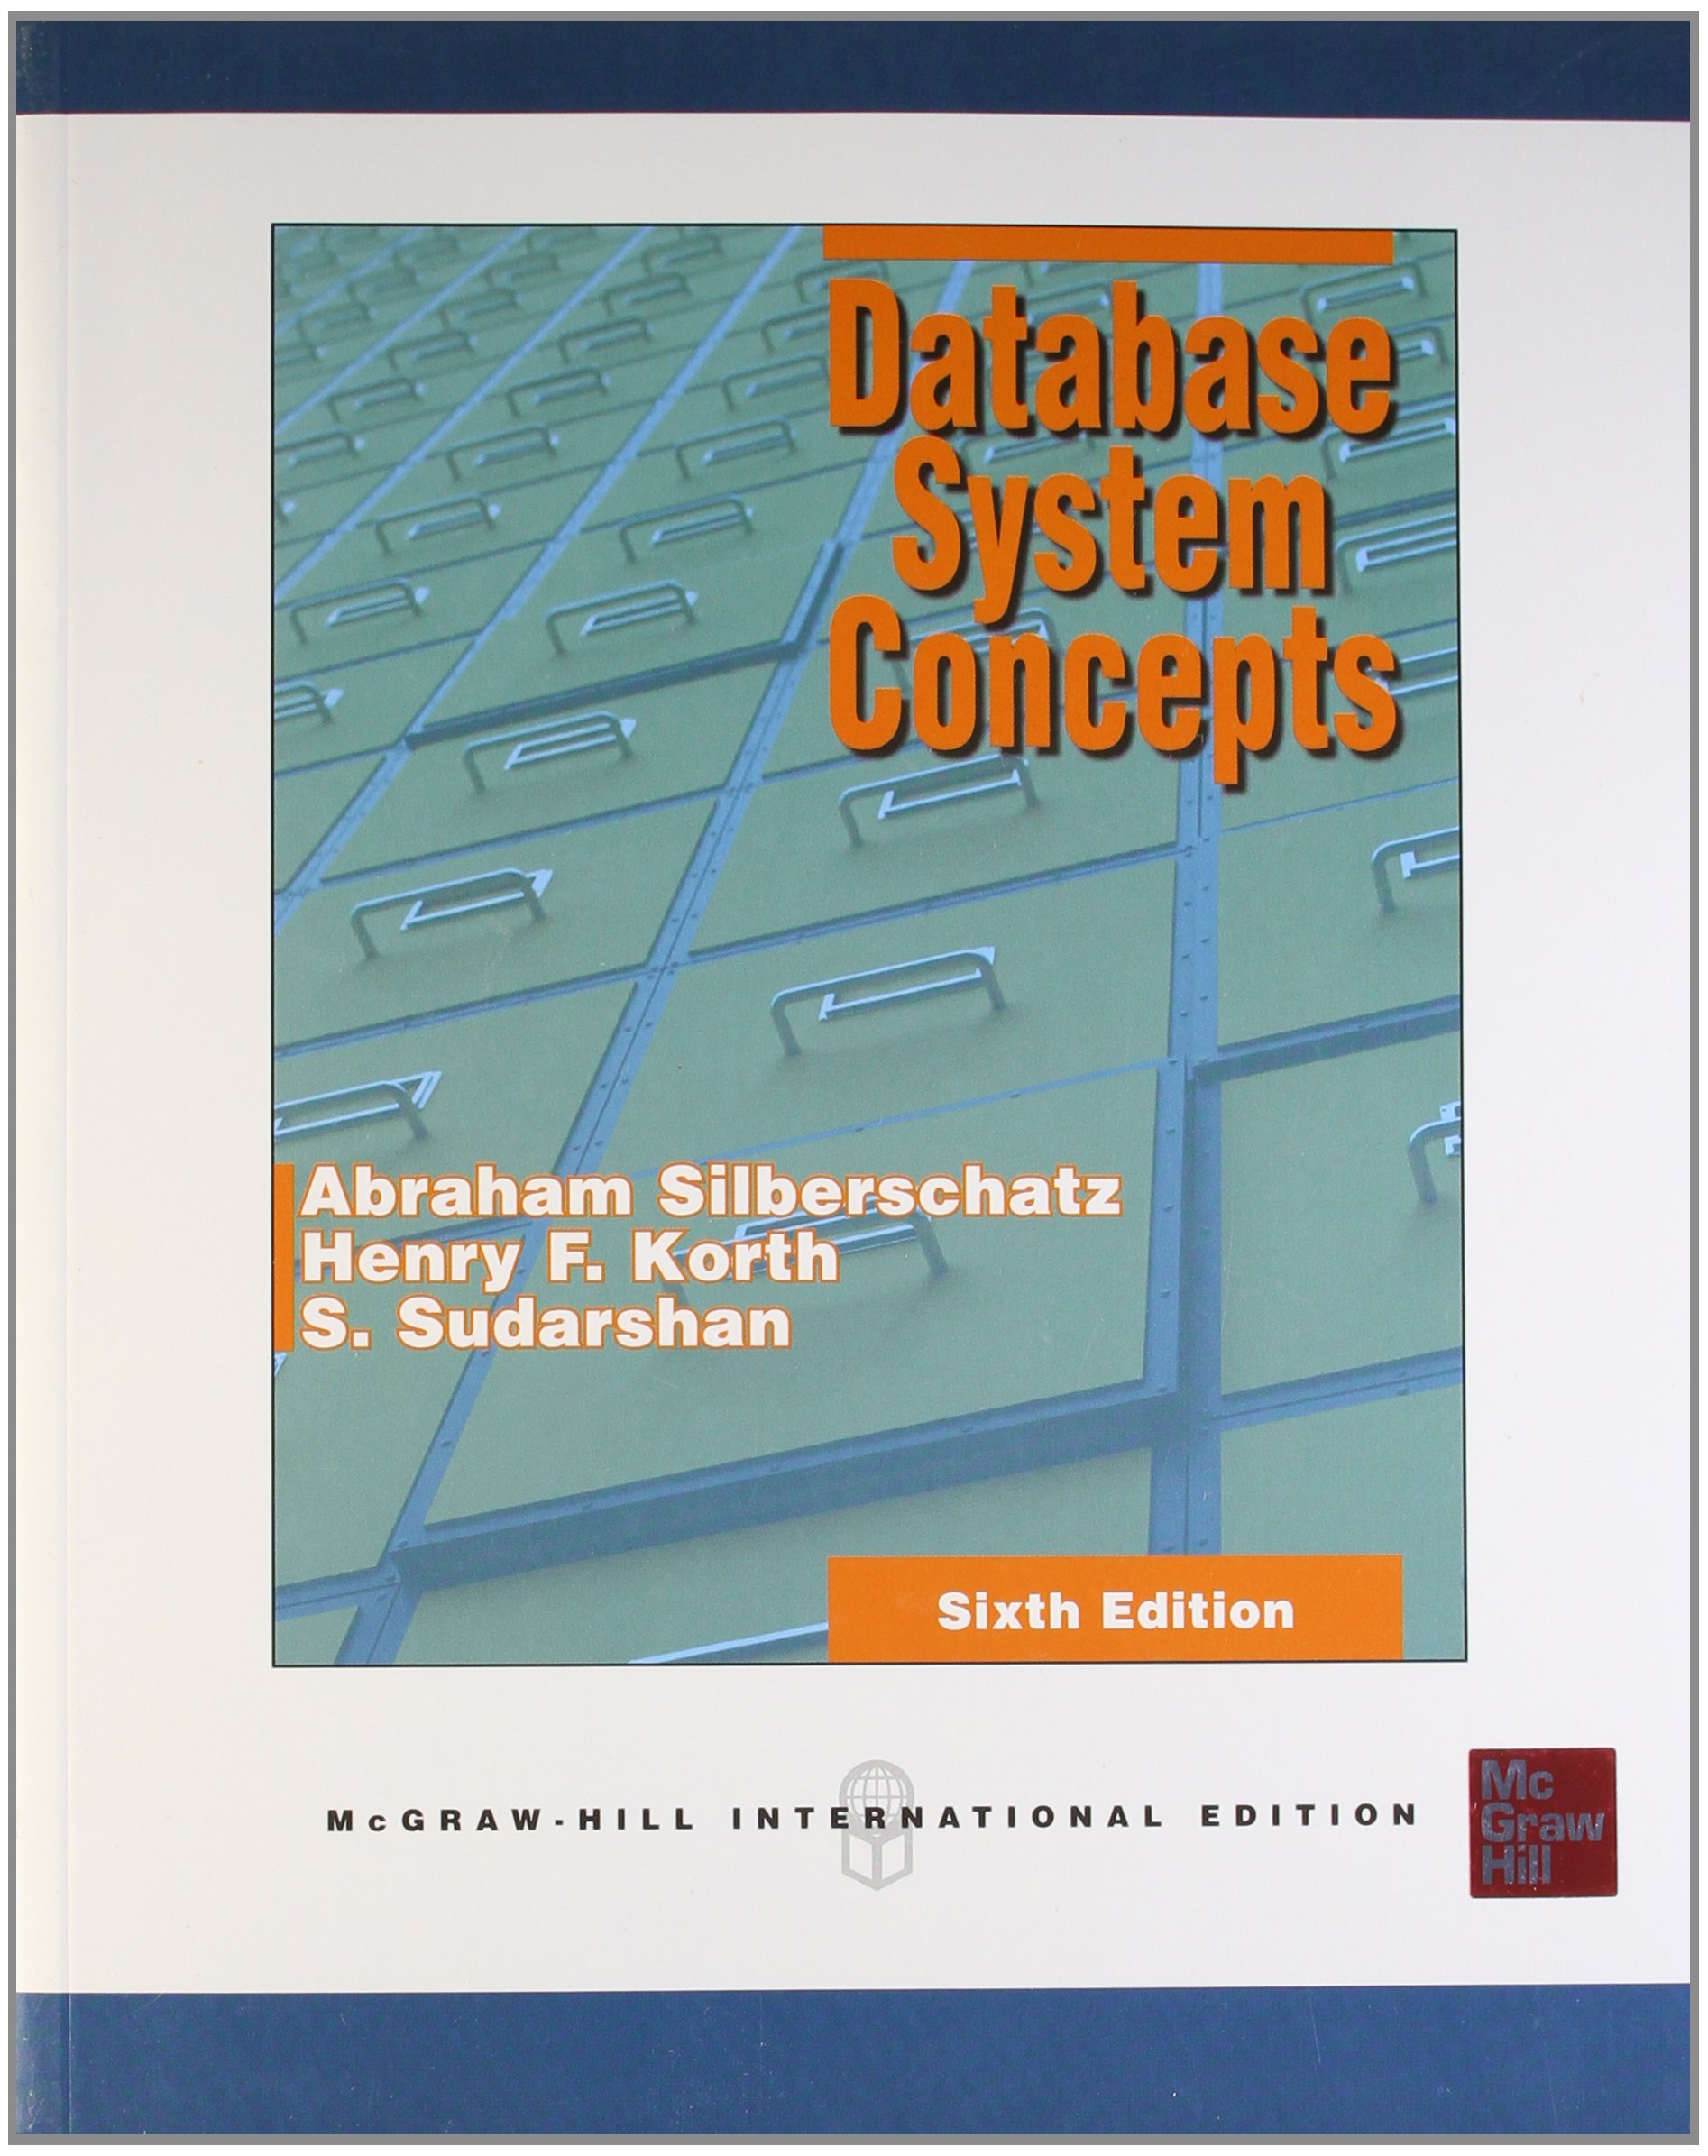 Database
System
Concepts
Abraham Silberschatz
Henry F. Korth
S. Sudarshan
Sixth Edition
McGRAW-HILL INTERNATIONAL EDITION
Mc
Graw
Hill